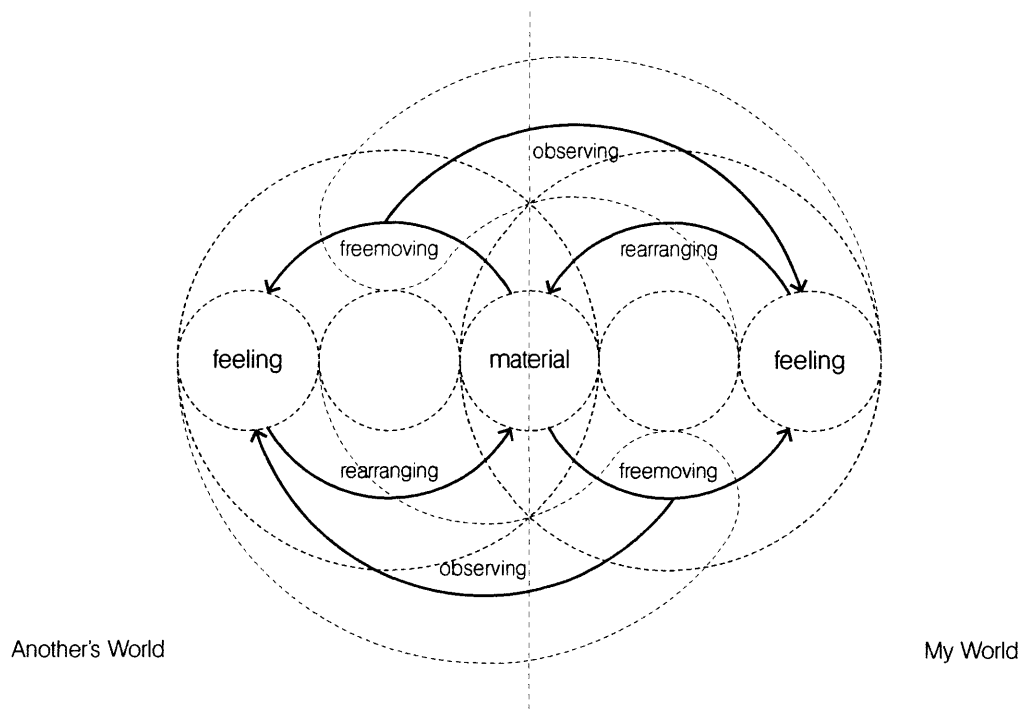 observing
freemoving
rearranging
feeling
material
feeling
rearranging
freemoving
observing
Another's World
My World